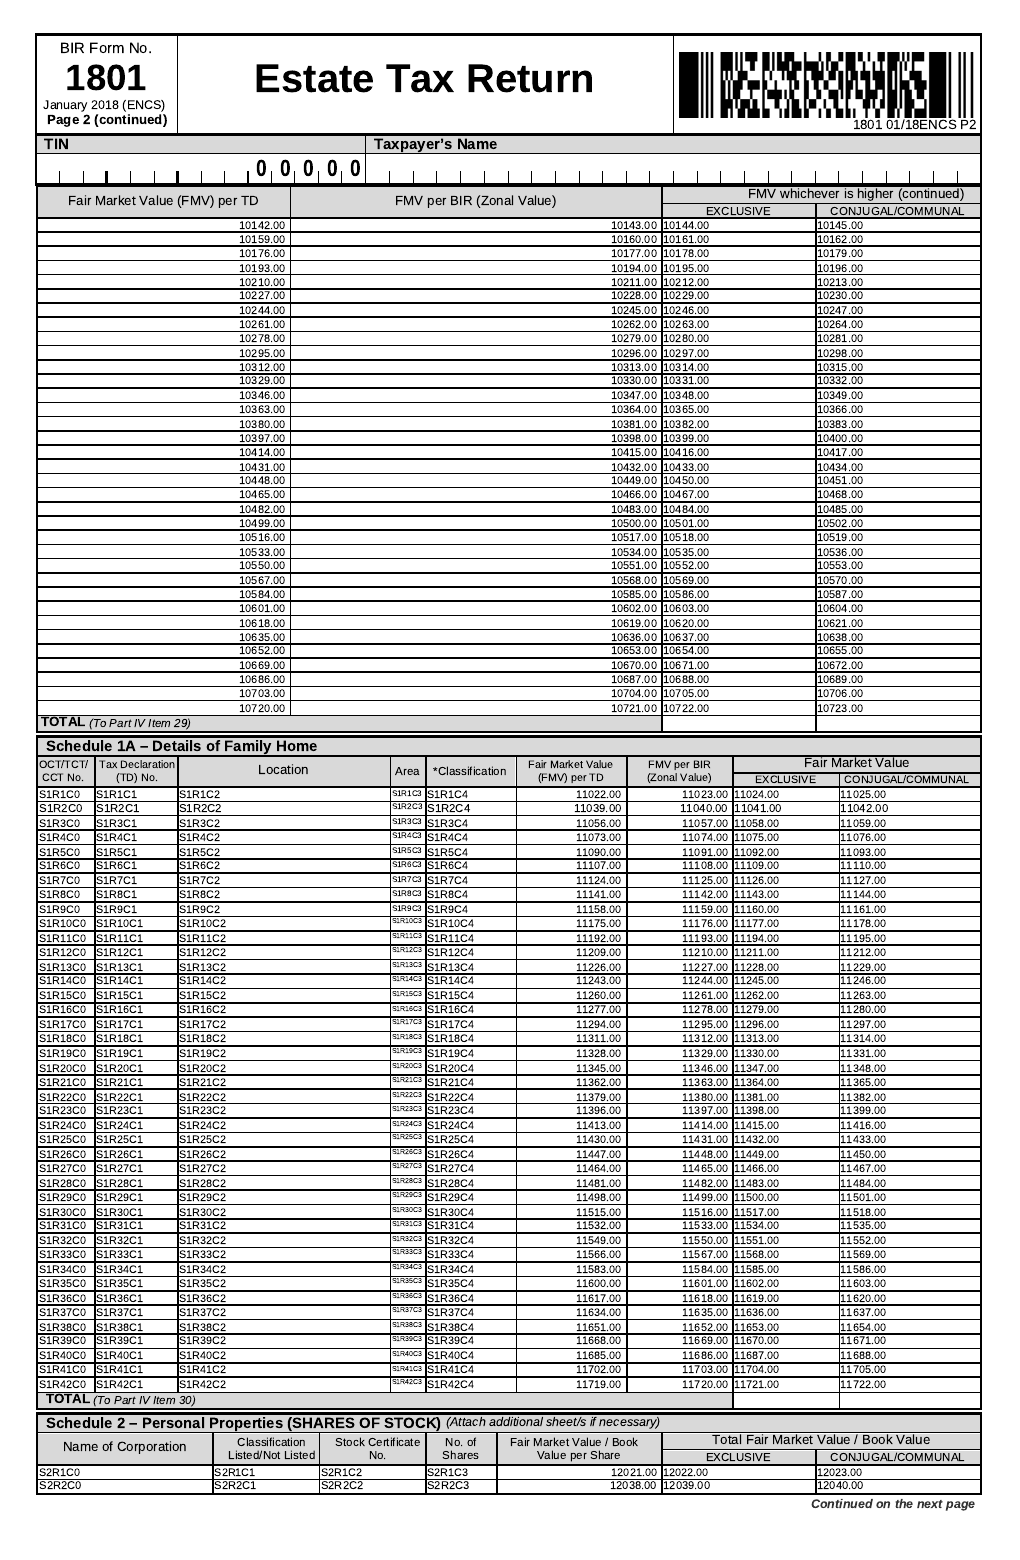 BIR Form No.
1801
January 2018 (ENCS)
Page 2 (continued)
Estate Tax Return
1801 01/18ENCS P2
TIN Taxpayer's Name
0 0 0 0 0
Fair Market Value (FMV) per TD FMV per BIR (Zonal Value) FMV whichever is higher (continued)
EXCLUSIVE CONJUGAL/COMMUNAL
10142.00 10143.00 10144.00 10145.00
10159.00 10160.00 10161.00 10162.00
10176.00 10177.00 10178.00 10179.00
10193.00 10194.00 10195.00 10196.00
10210.00 10211.00 10212.00 10213.00
10227.00 10228.00 10229.00 10230.00
10244.00 10245.00 10246.00 10247.00
10261.00 10262.00 10263.00 10264.00
10278.00 10279.00 10280.00 10281.00
10295.00 10296.00 10297.00 10298.00
10312.00 10313.00 10314.00 10315.00
10329.00 10330.00 10331.00 10332.00
10346.00 10347.00 10348.00 10349.00
10363.00 10364.00 10365.00 10366.00
10380.00 10381.00 10382.00 10383.00
10397.00 10398.00 10399.00 10400.00
10414.00 10415.00 10416.00 10417.00
10431.00 10432.00 10433.00 10434.00
10448.00 10449.00 10450.00 10451.00
10465.00 10466.00 10467.00 10468.00
10482.00 10483.00 10484.00 10485.00
10499.00 10500.00 10501.00 10502.00
10516.00 10517.00 10518.00 10519.00
10533.00 10534.00 10535.00 10536.00
10550.00 10551.00 10552.00 10553.00
10567.00 10568.00 10569.00 10570.00
10584.00 10585.00 10586.00 10587.00
10601.00 10602.00 10603.00 10604.00
10618.00 10619.00 10620.00 10621.00
10635.00 10636.00 10637.00 10638.00
10652.00 10653.00 10654.00 10655.00
10669.00 10670.00 10671.00 10672.00
10686.00 10687.00 10688.00 10689.00
10703.00 10704.00 10705.00 10706.00
10720.00 10721.00 10722.00 10723.00
TOTAL (To Part IV Item 29)
Schedule 1A – Details of Family Home
OCT/TCT/ CCT No. Tax Declaration (TD) No. Location Area *Classification Fair Market Value (FMV) per TD FMV per BIR (Zonal Value) Fair Market Value
EXCLUSIVE CONJUGAL/COMMUNAL
S1R1C0 S1R1C1 S1R1C2 S1R1C3 S1R1C4 11022.00 11023.00 11024.00 11025.00
S1R2C0 S1R2C1 S1R2C2 S1R2C3 S1R2C4 11039.00 11040.00 11041.00 11042.00
S1R3C0 S1R3C1 S1R3C2 S1R3C3 S1R3C4 11056.00 11057.00 11058.00 11059.00
S1R4C0 S1R4C1 S1R4C2 S1R4C3 S1R4C4 11073.00 11074.00 11075.00 11076.00
S1R5C0 S1R5C1 S1R5C2 S1R5C3 S1R5C4 11090.00 11091.00 11092.00 11093.00
S1R6C0 S1R6C1 S1R6C2 S1R6C3 S1R6C4 11107.00 11108.00 11109.00 11110.00
S1R7C0 S1R7C1 S1R7C2 S1R7C3 S1R7C4 11124.00 11125.00 11126.00 11127.00
S1R8C0 S1R8C1 S1R8C2 S1R8C3 S1R8C4 11141.00 11142.00 11143.00 11144.00
S1R9C0 S1R9C1 S1R9C2 S1R9C3 S1R9C4 11158.00 11159.00 11160.00 11161.00
S1R10C0 S1R10C1 S1R10C2 S1R10C3 S1R10C4 11175.00 11176.00 11177.00 11178.00
S1R11C0 S1R11C1 S1R11C2 S1R11C3 S1R11C4 11192.00 11193.00 11194.00 11195.00
S1R12C0 S1R12C1 S1R12C2 S1R12C3 S1R12C4 11209.00 11210.00 11211.00 11212.00
S1R13C0 S1R13C1 S1R13C2 S1R13C3 S1R13C4 11226.00 11227.00 11228.00 11229.00
S1R14C0 S1R14C1 S1R14C2 S1R14C3 S1R14C4 11243.00 11244.00 11245.00 11246.00
S1R15C0 S1R15C1 S1R15C2 S1R15C3 S1R15C4 11260.00 11261.00 11262.00 11263.00
S1R16C0 S1R16C1 S1R16C2 S1R16C3 S1R16C4 11277.00 11278.00 11279.00 11280.00
S1R17C0 S1R17C1 S1R17C2 S1R17C3 S1R17C4 11294.00 11295.00 11296.00 11297.00
S1R18C0 S1R18C1 S1R18C2 S1R18C3 S1R18C4 11311.00 11312.00 11313.00 11314.00
S1R19C0 S1R19C1 S1R19C2 S1R19C3 S1R19C4 11328.00 11329.00 11330.00 11331.00
S1R20C0 S1R20C1 S1R20C2 S1R20C3 S1R20C4 11345.00 11346.00 11347.00 11348.00
S1R21C0 S1R21C1 S1R21C2 S1R21C3 S1R21C4 11362.00 11363.00 11364.00 11365.00
S1R22C0 S1R22C1 S1R22C2 S1R22C3 S1R22C4 11379.00 11380.00 11381.00 11382.00
S1R23C0 S1R23C1 S1R23C2 S1R23C3 S1R23C4 11396.00 11397.00 11398.00 11399.00
S1R24C0 S1R24C1 S1R24C2 S1R24C3 S1R24C4 11413.00 11414.00 11415.00 11416.00
S1R25C0 S1R25C1 S1R25C2 S1R25C3 S1R25C4 11430.00 11431.00 11432.00 11433.00
S1R26C0 S1R26C1 S1R26C2 S1R26C3 S1R26C4 11447.00 11448.00 11449.00 11450.00
S1R27C0 S1R27C1 S1R27C2 S1R27C3 S1R27C4 11464.00 11465.00 11466.00 11467.00
S1R28C0 S1R28C1 S1R28C2 S1R28C3 S1R28C4 11481.00 11482.00 11483.00 11484.00
S1R29C0 S1R29C1 S1R29C2 S1R29C3 S1R29C4 11498.00 11499.00 11500.00 11501.00
S1R30C0 S1R30C1 S1R30C2 S1R30C3 S1R30C4 11515.00 11516.00 11517.00 11518.00
S1R31C0 S1R31C1 S1R31C2 S1R31C3 S1R31C4 11532.00 11533.00 11534.00 11535.00
S1R32C0 S1R32C1 S1R32C2 S1R32C3 S1R32C4 11549.00 11550.00 11551.00 11552.00
S1R33C0 S1R33C1 S1R33C2 S1R33C3 S1R33C4 11566.00 11567.00 11568.00 11569.00
S1R34C0 S1R34C1 S1R34C2 S1R34C3 S1R34C4 11583.00 11584.00 11585.00 11586.00
S1R35C0 S1R35C1 S1R35C2 S1R35C3 S1R35C4 11600.00 11601.00 11602.00 11603.00
S1R36C0 S1R36C1 S1R36C2 S1R36C3 S1R36C4 11617.00 11618.00 11619.00 11620.00
S1R37C0 S1R37C1 S1R37C2 S1R37C3 S1R37C4 11634.00 11635.00 11636.00 11637.00
S1R38C0 S1R38C1 S1R38C2 S1R38C3 S1R38C4 11651.00 11652.00 11653.00 11654.00
S1R39C0 S1R39C1 S1R39C2 S1R39C3 S1R39C4 11668.00 11669.00 11670.00 11671.00
S1R40C0 S1R40C1 S1R40C2 S1R40C3 S1R40C4 11685.00 11686.00 11687.00 11688.00
S1R41C0 S1R41C1 S1R41C2 S1R41C3 S1R41C4 11702.00 11703.00 11704.00 11705.00
S1R42C0 S1R42C1 S1R42C2 S1R42C3 S1R42C4 11719.00 11720.00 11721.00 11722.00
TOTAL (To Part IV Item 30)
Schedule 2 – Personal Properties (SHARES OF STOCK) (Attach additional sheet/s if necessary)
Name of Corporation Classification Listed/Not Listed Stock Certificate No. No. of Shares Fair Market Value / Book Value per Share Total Fair Market Value / Book Value
EXCLUSIVE CONJUGAL/COMMUNAL
S2R1C0 S2R1C1 S2R1C2 S2R1C3 12021.00 12022.00 12023.00
S2R2C0 S2R2C1 S2R2C2 S2R2C3 12038.00 12039.00 12040.00
Continued on the next page